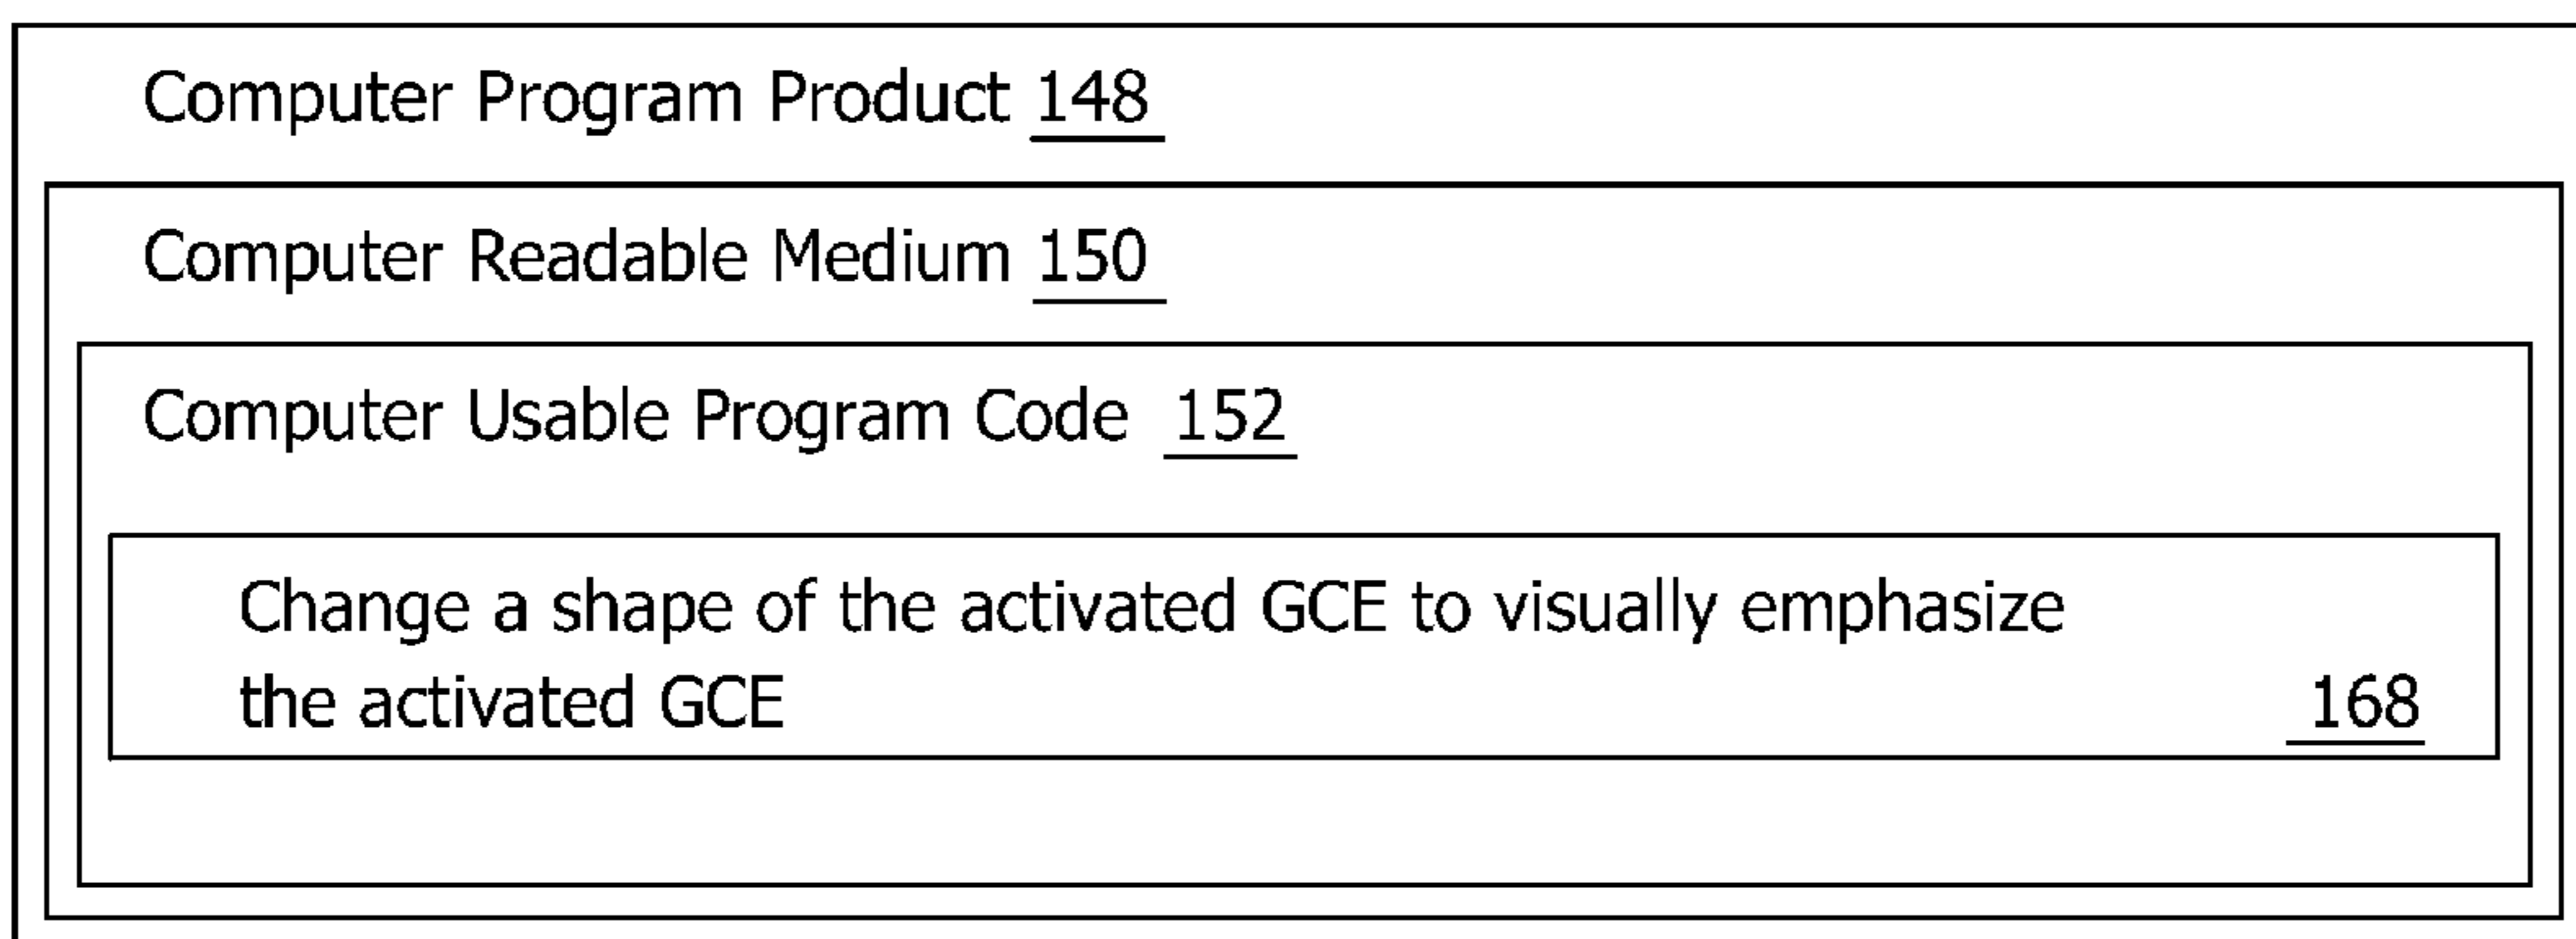 Computer Program Product 148
Computer Readable Medium 150
Computer Usable Program Code 152
Change a shape of the activated GCE to visually emphasize
the activated GCE 168